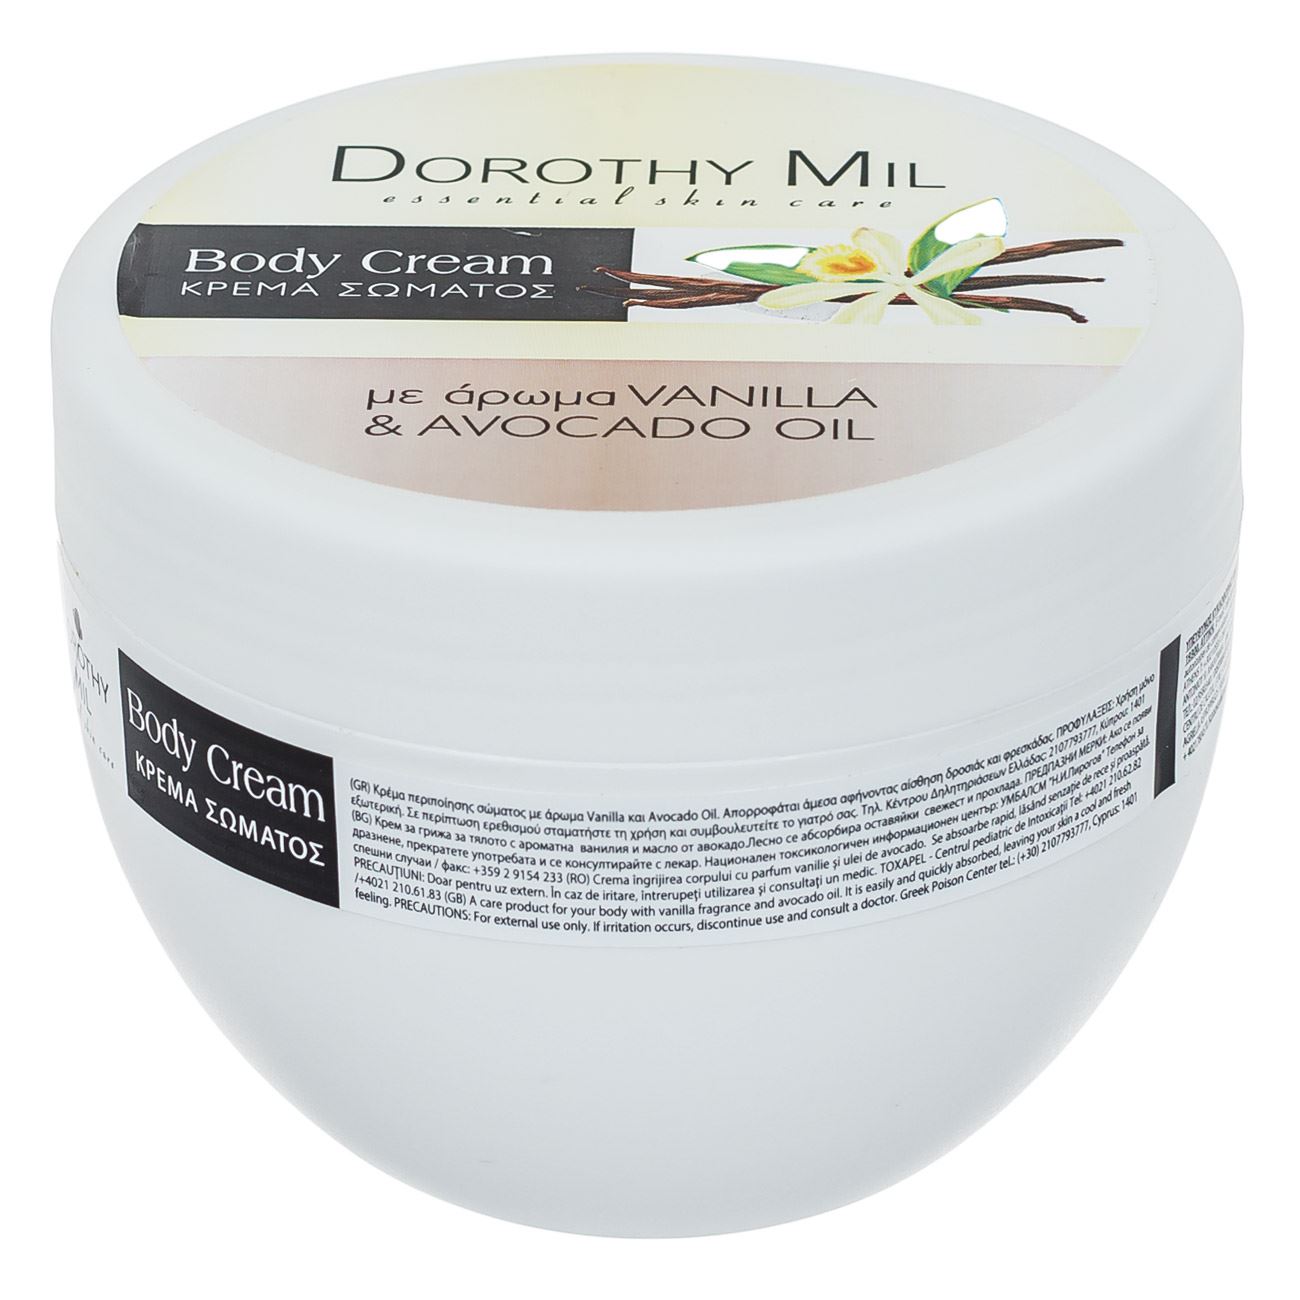 DOROTHY MIL
essential skin care
Body Cream
ΚΡΕΜΑ ΣΩΜΑΤΟΣ
με άρωμα VANILLA
& AVOCADO OIL
MIL
care
Body Cream
ΚΡΕΜΑ ΣΩΜΑΤΟΣ
(GR) Κρέμα περιποίησης σώματος με άρωμα Vanilla και Avocado Oil. Απορροφάται άμεσα αφήνοντας αίσθηση δροσιάς και φρεσκάδας. ΠΡΟΦΥΛΑΞΕΙΣ: Χρήση μόνο
εξωτερική. Σε περίπτωση ερεθισμού σταματήστε τη χρήση και συμβουλευτείτε το γιατρό σας. Τηλ. Κέντρου Δηλητηριάσεων Ελλάδας 2107793777, Κύπρου: 1401
(BG) Крем за грижа за тялото с ароматна ванилия и масло от авокадо.Лесно се абсорбира оставяйки свежест и прохлада. ПРЕДПАЗНИ МЕРКИ: Ако се появи
дразнене, прекратете употребата и се консултирайте с лекар. Национален токсикологичен информационен център: УМБАЛСМ "Н.И.Пирогов" Телефон за
спешни случаи / факс: +359 2 9154 233 (RO) Crema îngrijirea corpului cu parfum vanilie și ulei de avocado. Se absoarbe rapid, lăsând senzație de rece și proaspătă.
PRECAUȚIUNI: Doar pentru uz extern. În caz de iritare, întrerupeți utilizarea și consultați un medic. TOXAPEL - Centrul pediatric de Intoxicații Tel: +4021 210.62.82
/+4021 210.61.83 (GB) A care product for your body with vanilla fragrance and avocado oil. It is easily and quickly absorbed, leaving your skin a cool and fresh
feeling. PRECAUTIONS: For external use only. If irritation occurs, discontinue use and consult a doctor. Greek Poison Center tel.: (+30) 2107793777, Cyprus: 1401